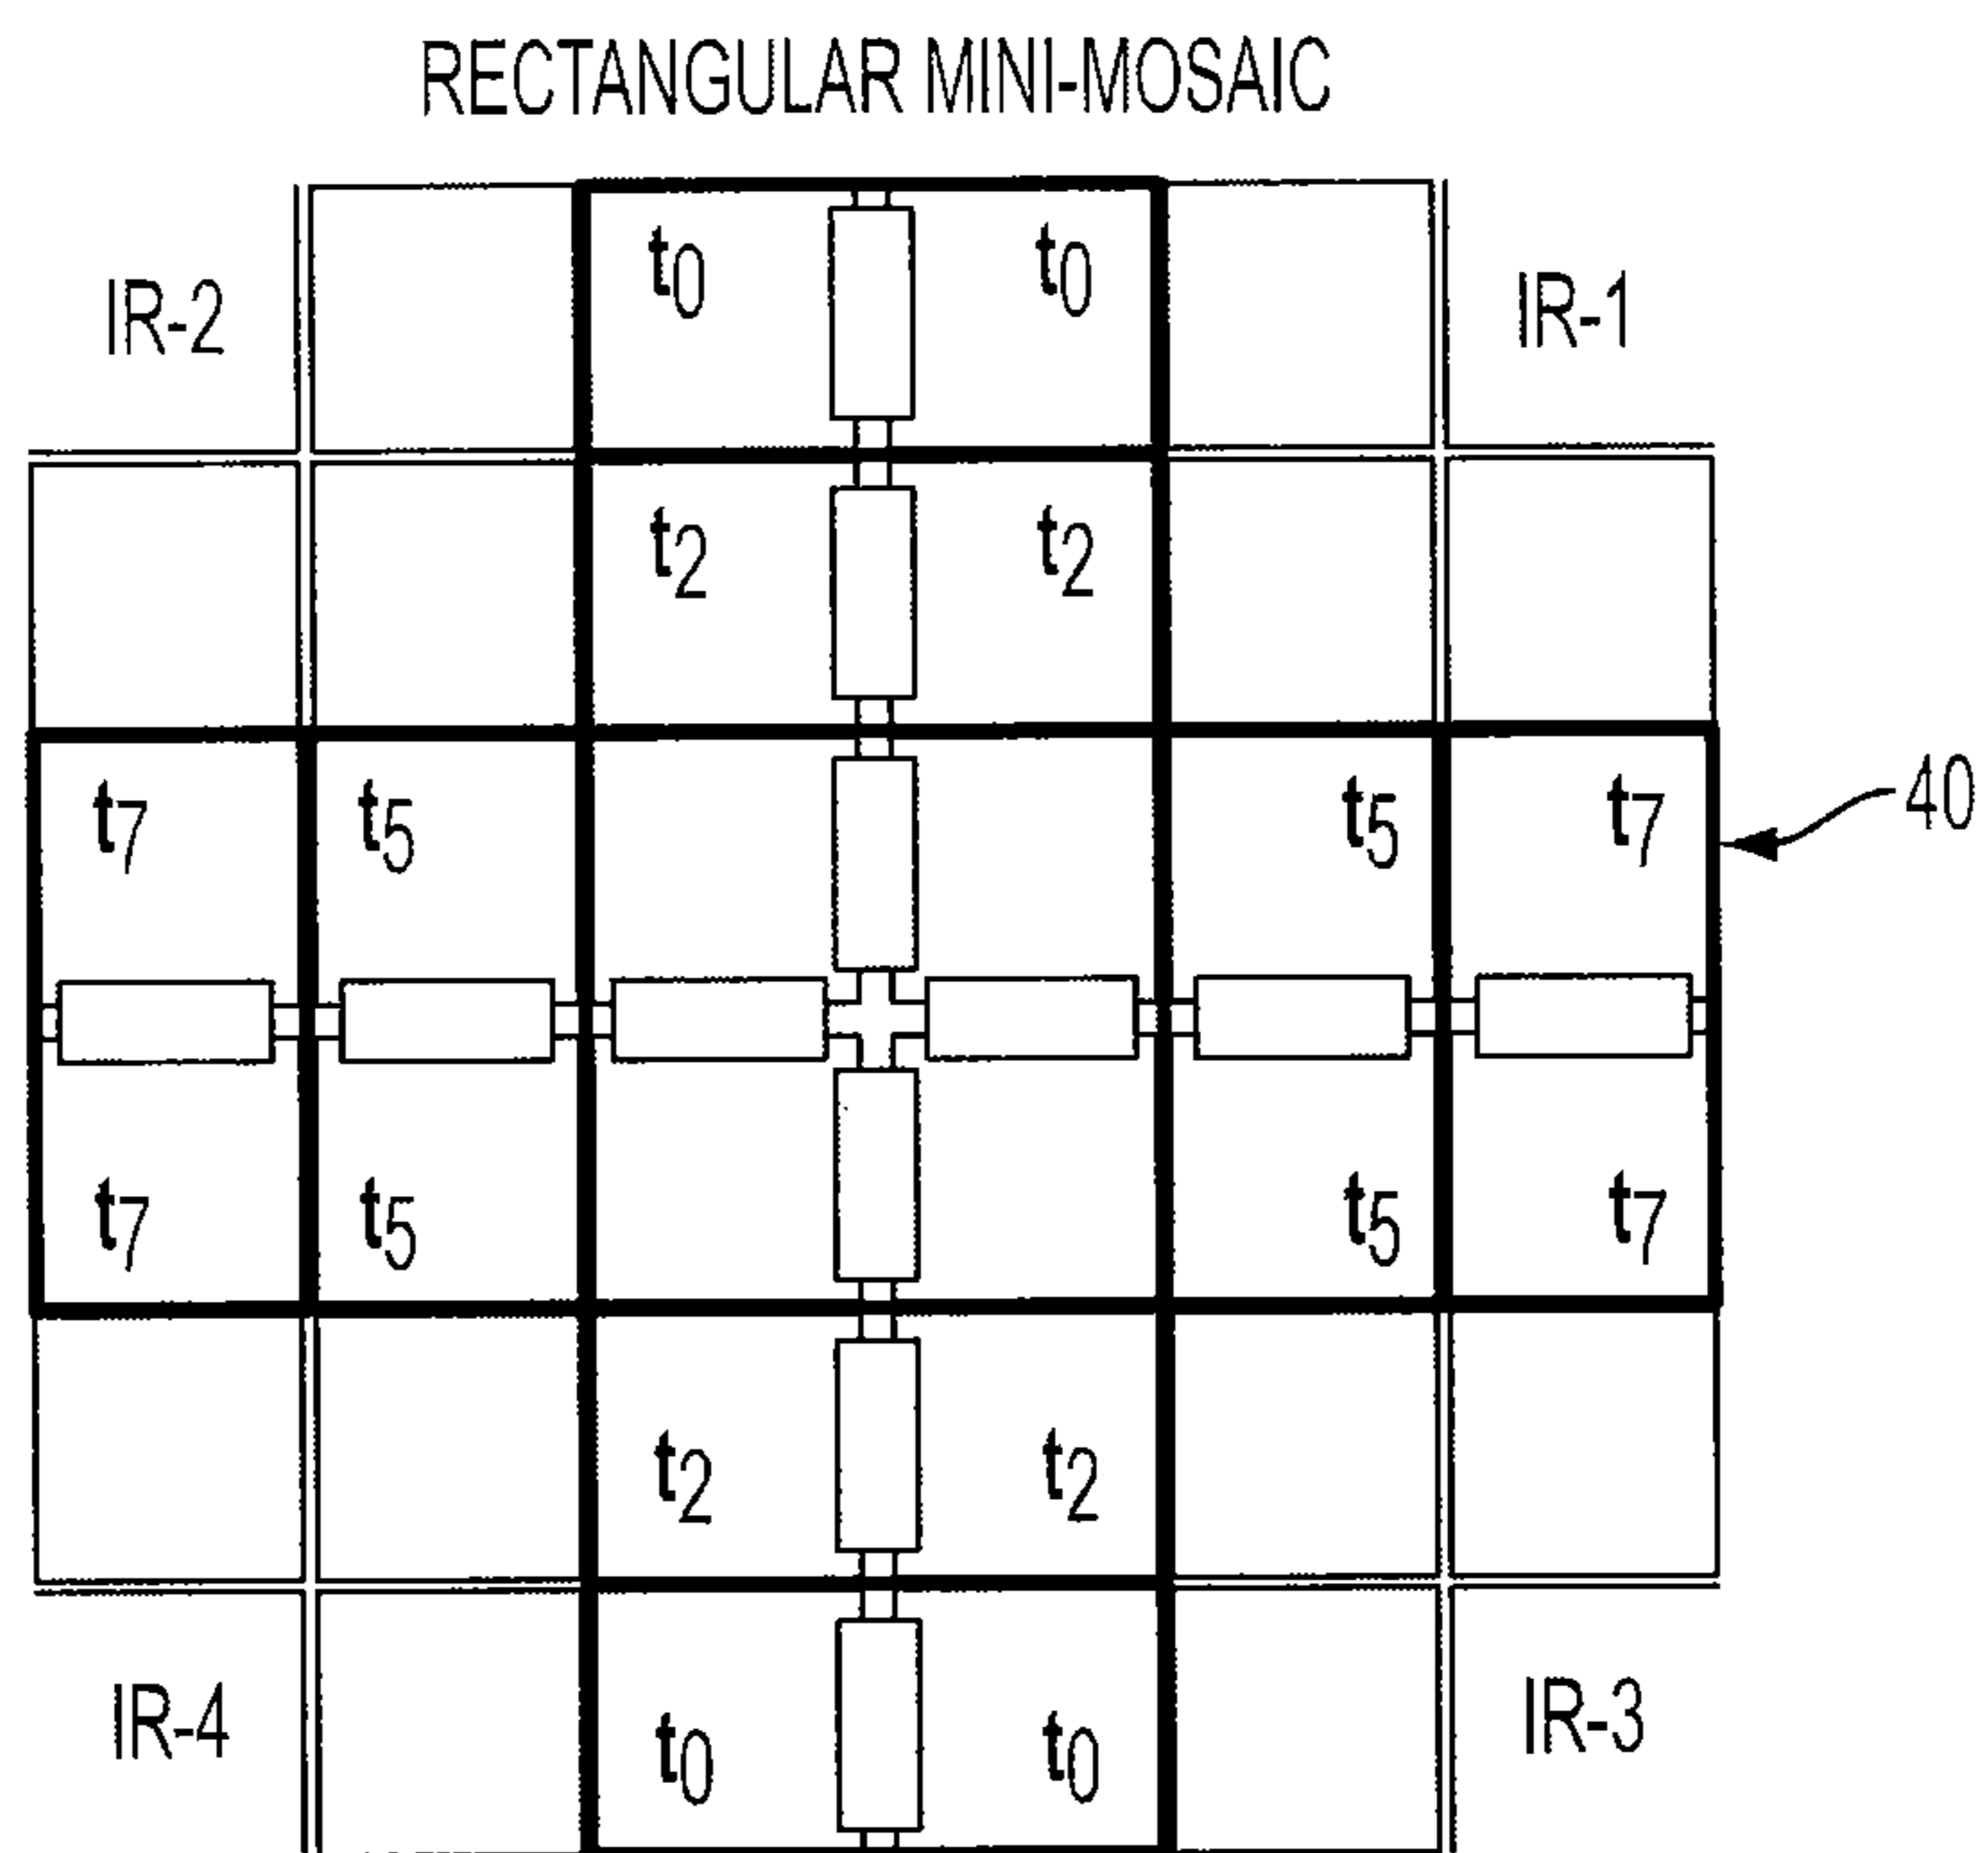 RECTANGULAR MINI-MOSAIC
t0 t0
IR-2 IR-1
t2 t2
t7 t5 t5 t7
40
t7 t5 t5 t7
t2 t2
IR-4 IR-3
t0 t0